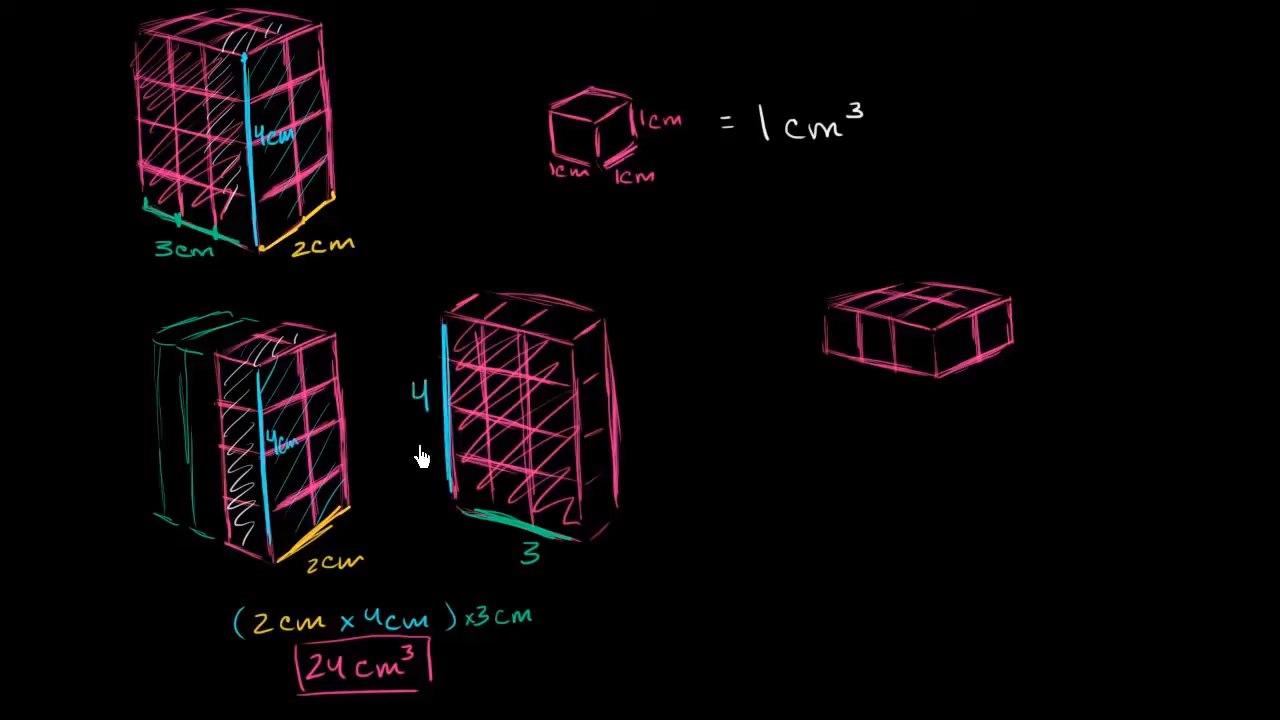 4cm
3cm
2cm
1cm
1cm
1cm
= 1 cm³
4cm
2cm
4
3
(2cm x 4cm) x3cm
24 cm³